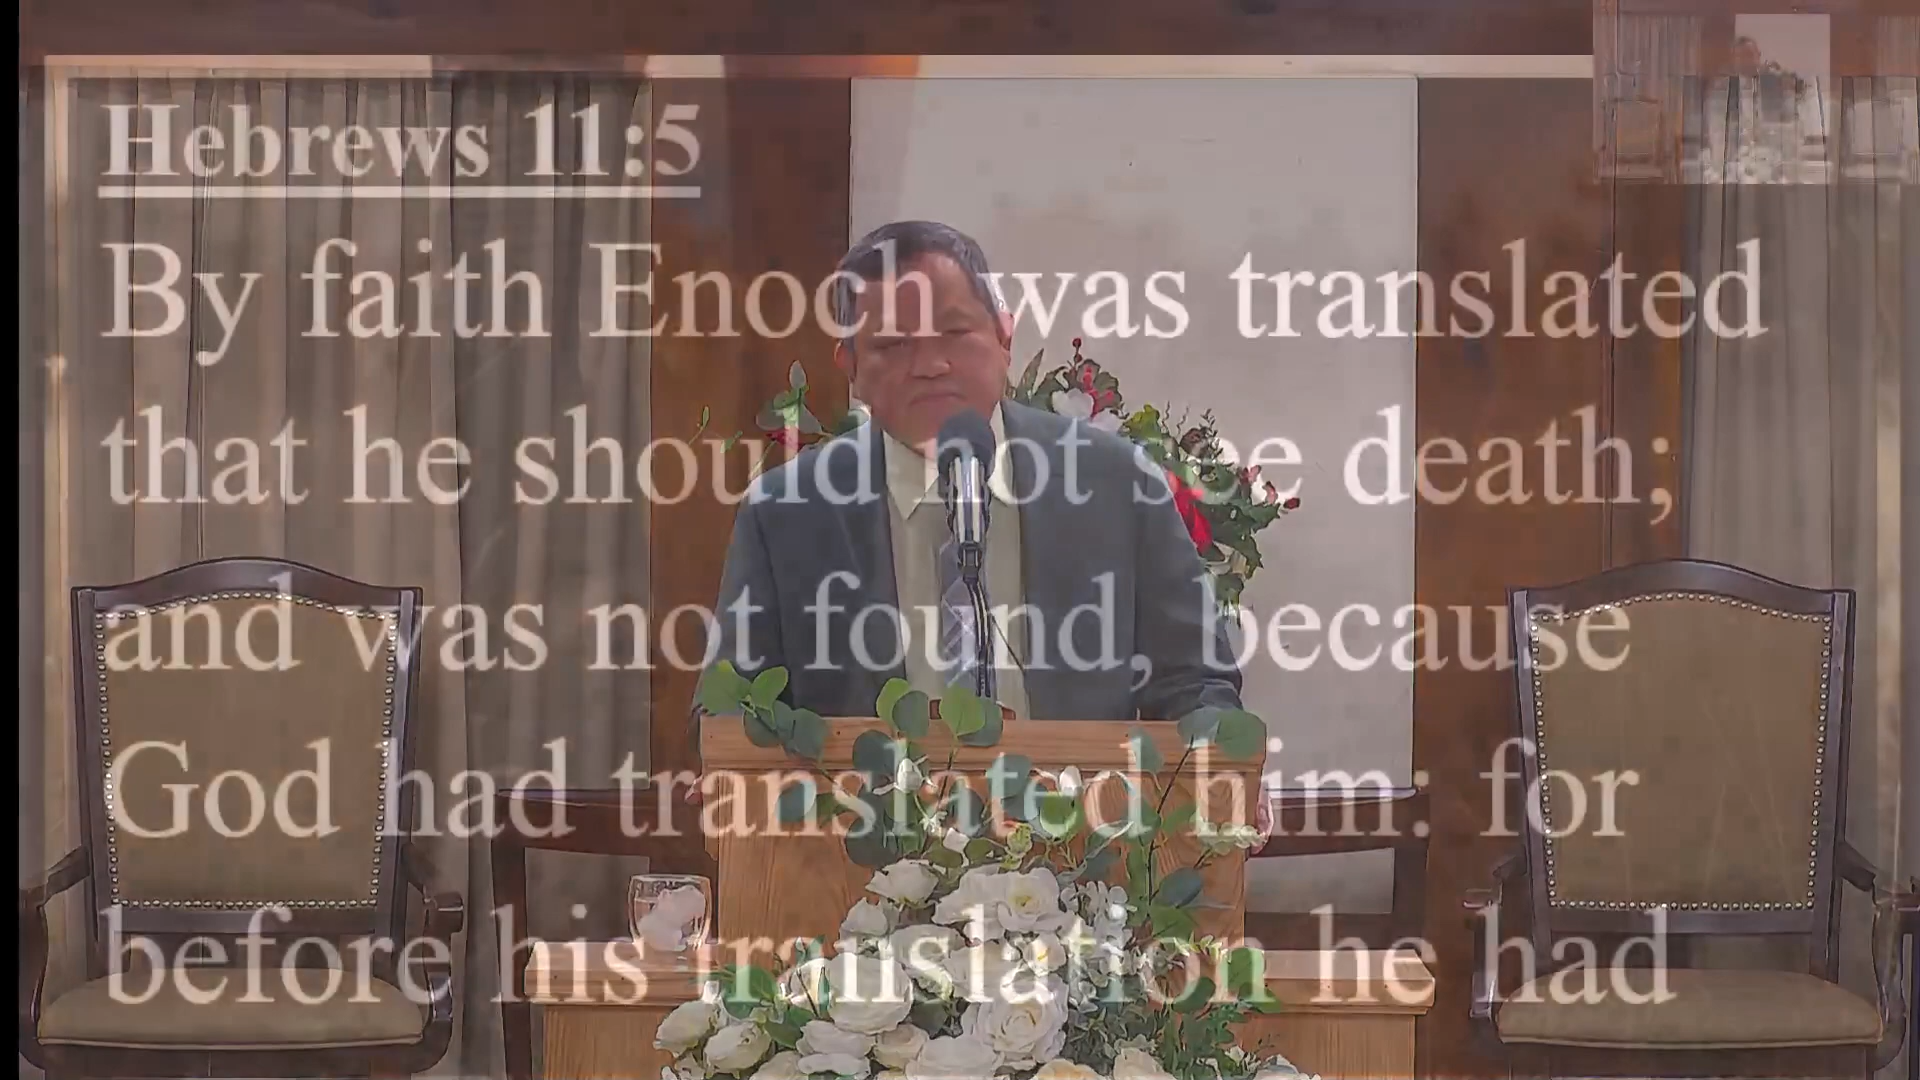 Hebrews 11:5
By faith Enoch was translated
that he should not see death;
and was not found, because
God had translated him: for
before his translation he had